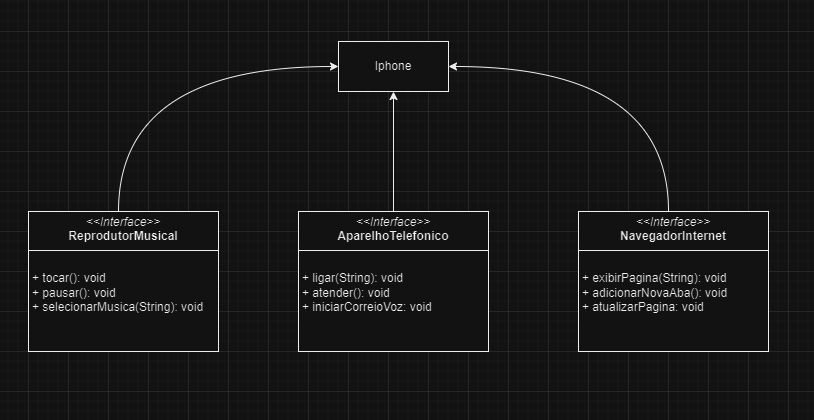 Iphone
<<Interface>>
ReprodutorMusical
+ tocar(): void
+ pausar(): void
+ selecionarMusica(String): void
<<Interface>>
AparelhoTelefonico
+ ligar(String): void
+ atender(): void
+ iniciarCorreioVoz: void
<<Interface>>
NavegadorInternet
+ exibirPagina(String): void
+ adicionarNovaAba(): void
+ atualizarPagina: void